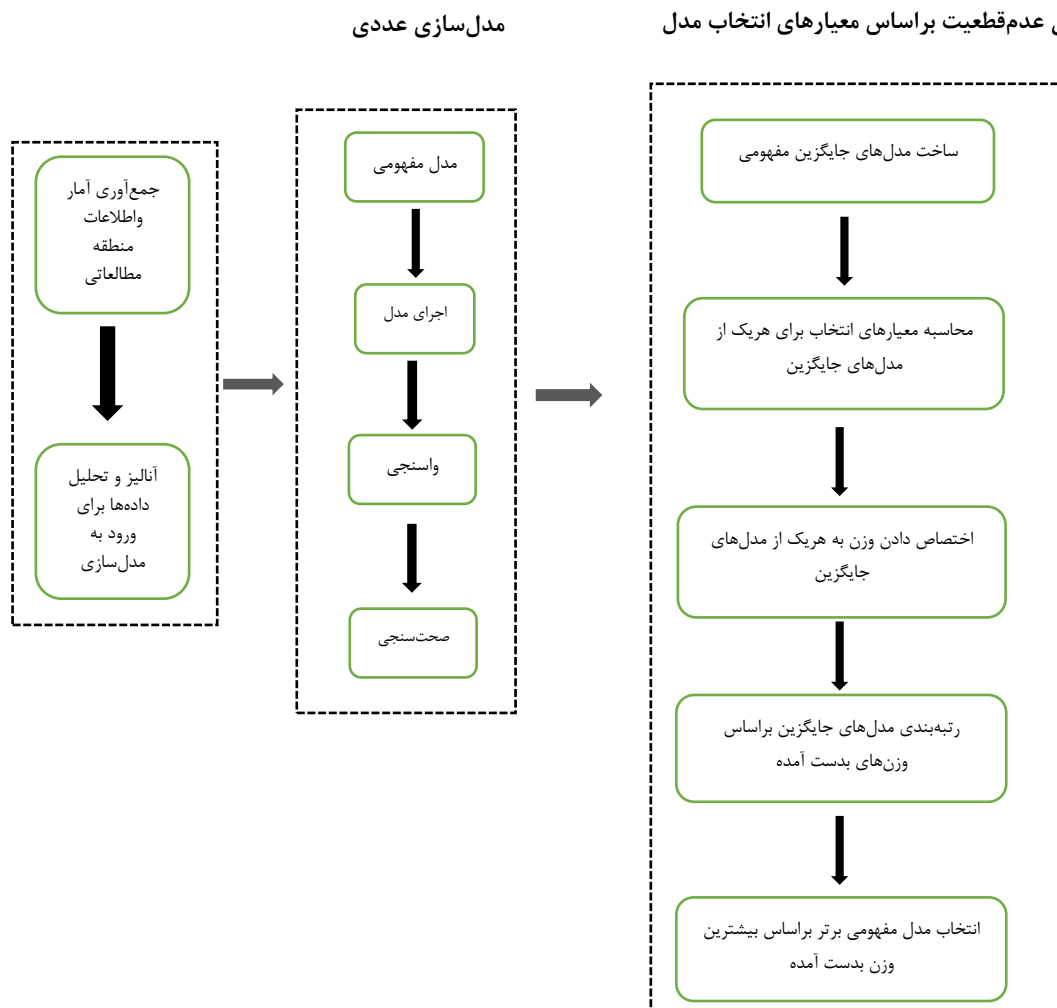 مدل‌سازی عددی
عدم‌قطعیت براساس معیارهای انتخاب مدل
جمع‌آوری آمار
واطلاعات
منطقه
مطالعاتی
آنالیز و تحلیل
داده‌ها برای
ورود به
مدل‌سازی
مدل مفهومی
اجرای مدل
واسنجی
صحت‌سنجی
ساخت مدل‌های جایگزین مفهومی
محاسبه معیارهای انتخاب برای هریک از
مدل‌های جایگزین
اختصاص دادن وزن به هریک از مدل‌های
جایگزین
رتبه‌بندی مدل‌های جایگزین براساس
وزن‌های بدست آمده
انتخاب مدل مفهومی برتر براساس بیشترین
وزن بدست آمده